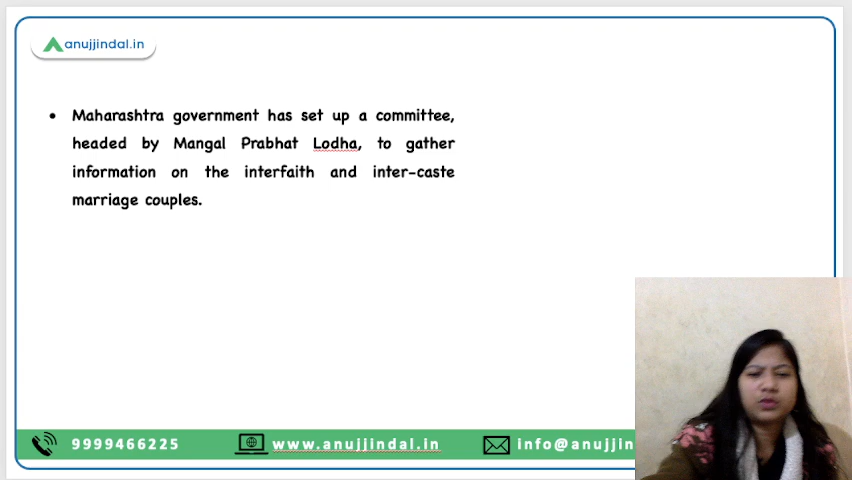 anujjindal.in
• Maharashtra government has set up a committee,
headed by Mangal Prabhat Lodha, to gather
information on the interfaith and inter-caste
marriage couples.
9999466225
www.anujjindal.in
info@anujjin